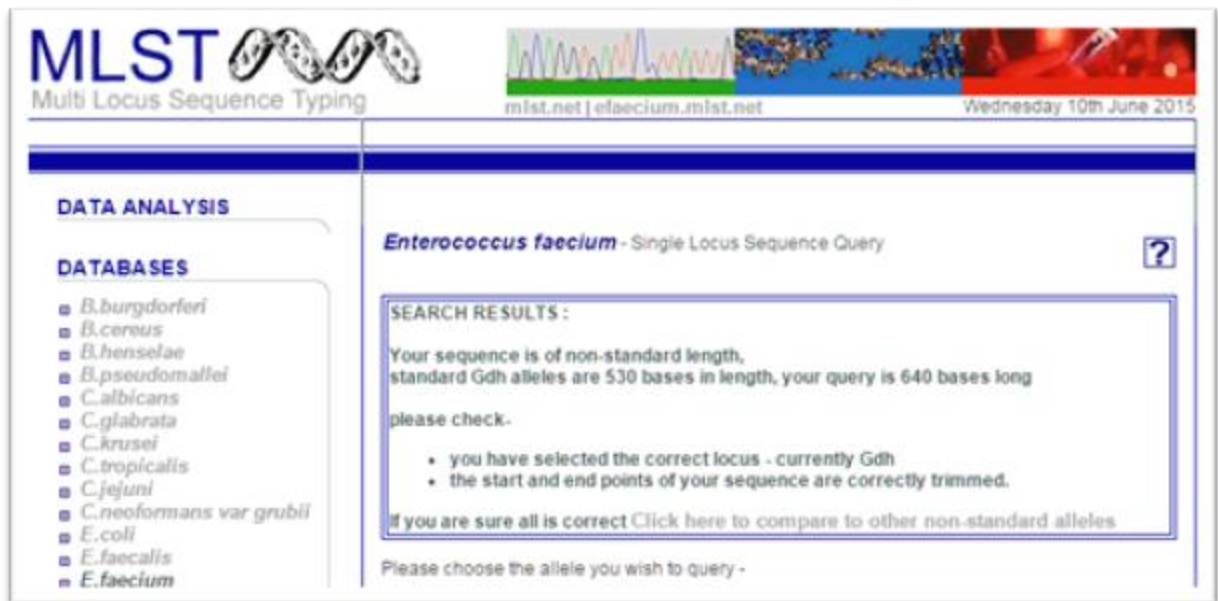 MLST
Multi Locus Sequence Typing
mlst.net | efaecium.mlst.net
Wednesday 10th June 2015
DATA ANALYSIS
DATABASES
B.burgdorferi
B.cereus
B.henselae
B.pseudomallei
C.albicans
C.glabrata
C.krusei
C.tropicalis
C.jejuni
C.neoformans var grubii
E.coli
E.faecalis
E.faecium
Enterococcus faecium - Single Locus Sequence Query
?
SEARCH RESULTS :
Your sequence is of non-standard length,
standard Gdh alleles are 530 bases in length, your query is 640 bases long
please check-
• you have selected the correct locus - currently Gdh
• the start and end points of your sequence are correctly trimmed.
If you are sure all is correct Click here to compare to other non-standard alleles
Please choose the allele you wish to query -